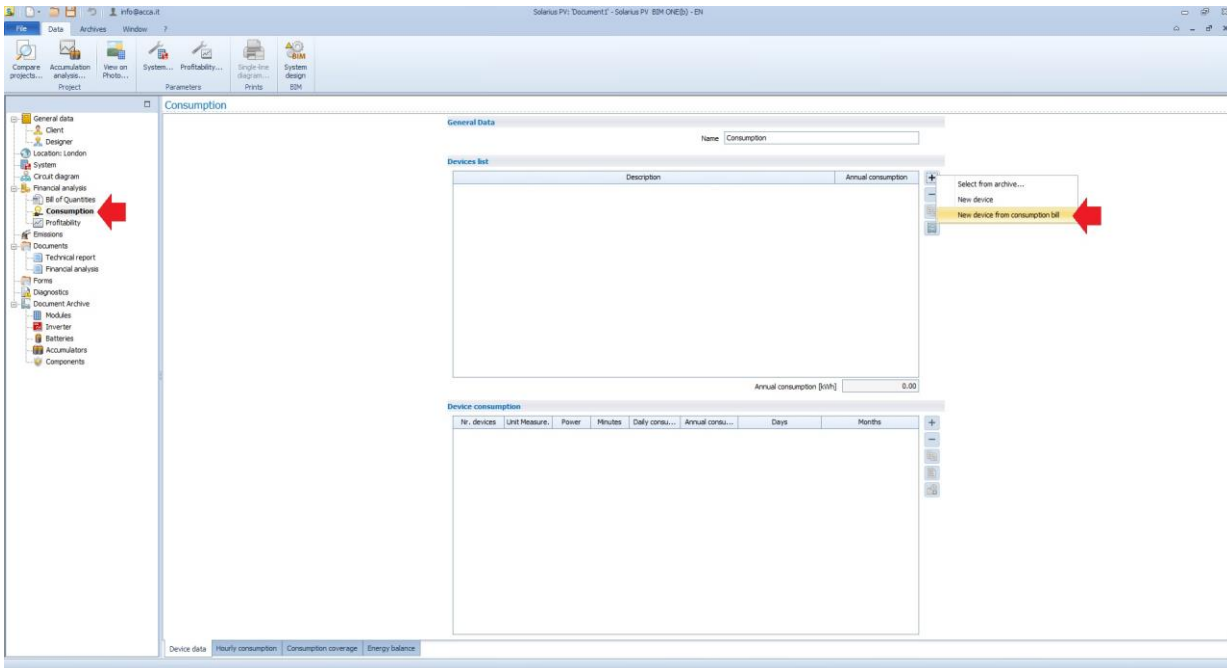 info@acca.it
Solarius PV: 'Document1' - Solarius PV BIM ONE(b) - EN
File Data Archives Window ?
Compare projects...
Accumulation analysis...
View on Photo...
System...
Profitability...
Single-line diagram...
BIM
System design
Project Parameters Prints BIM
Consumption
General data
Client
Designer
Location: London
System
Circuit diagram
Financial analysis
Bill of Quantities
Consumption
Profitability
Emissions
Documents
Technical report
Financial analysis
Forms
Diagnostics
Document Archive
Modules
Inverter
Batteries
Accumulators
Components
General Data
Name Consumption
Devices list
Description Annual consumption
Select from archive...
New device
New device from consumption bill
Annual consumption [kWh] 0.00
Device consumption
Nr. devices Unit Measure. Power Minutes Daily consu... Annual consu... Days Months
Device data Hourly consumption Consumption coverage Energy balance